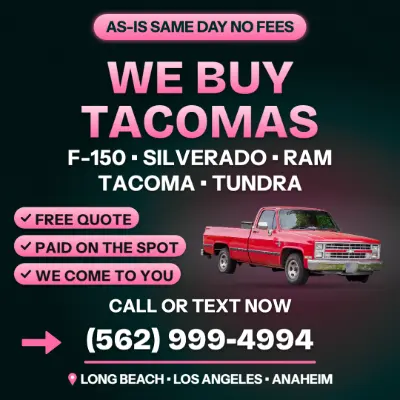 AS-IS SAME DAY NO FEES
WE BUY
TACOMAS
F-150 ▪ SILVERADO ▪ RAM
TACOMA ▪ TUNDRA
✓ FREE QUOTE
✓ PAID ON THE SPOT
✓ WE COME TO YOU
CALL OR TEXT NOW
(562) 999-4994
LONG BEACH ▪ LOS ANGELES ▪ ANAHEIM